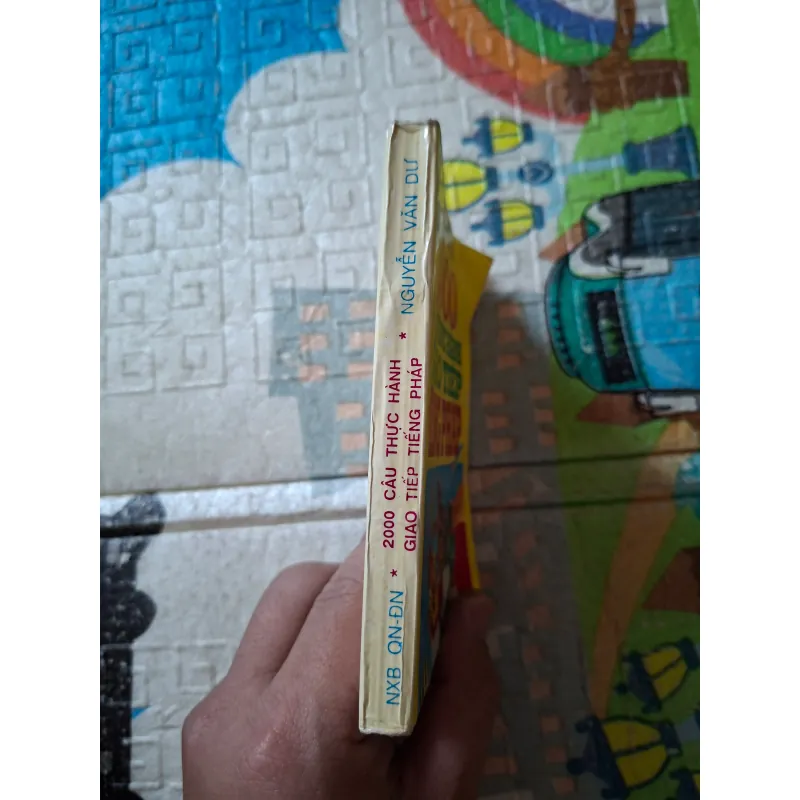 NXB QN-ĐN * 2000 CÂU THỰC HÀNH * NGUYỄN VĂN DƯ
GIAO TIẾP TIẾNG PHÁP